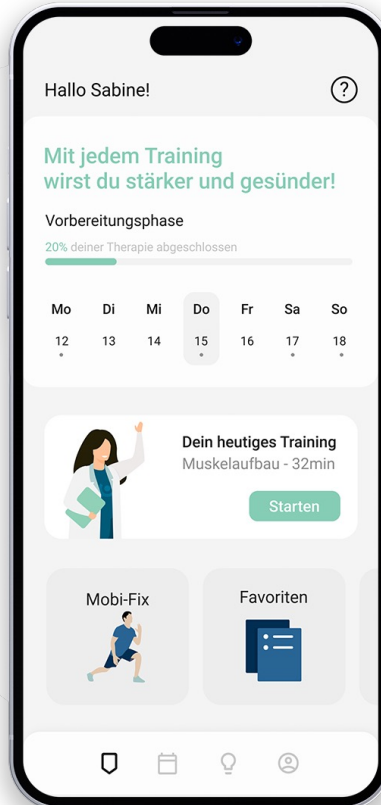 Hallo Sabine!
?
Mit jedem Training
wirst du stärker und gesünder!
Vorbereitungsphase
20% deiner Therapie abgeschlossen
Mo Di Mi Do Fr Sa So
12 13 14 15 16 17 18
Dein heutiges Training
Muskelaufbau - 32min
Starten
Mobi-Fix Favoriten